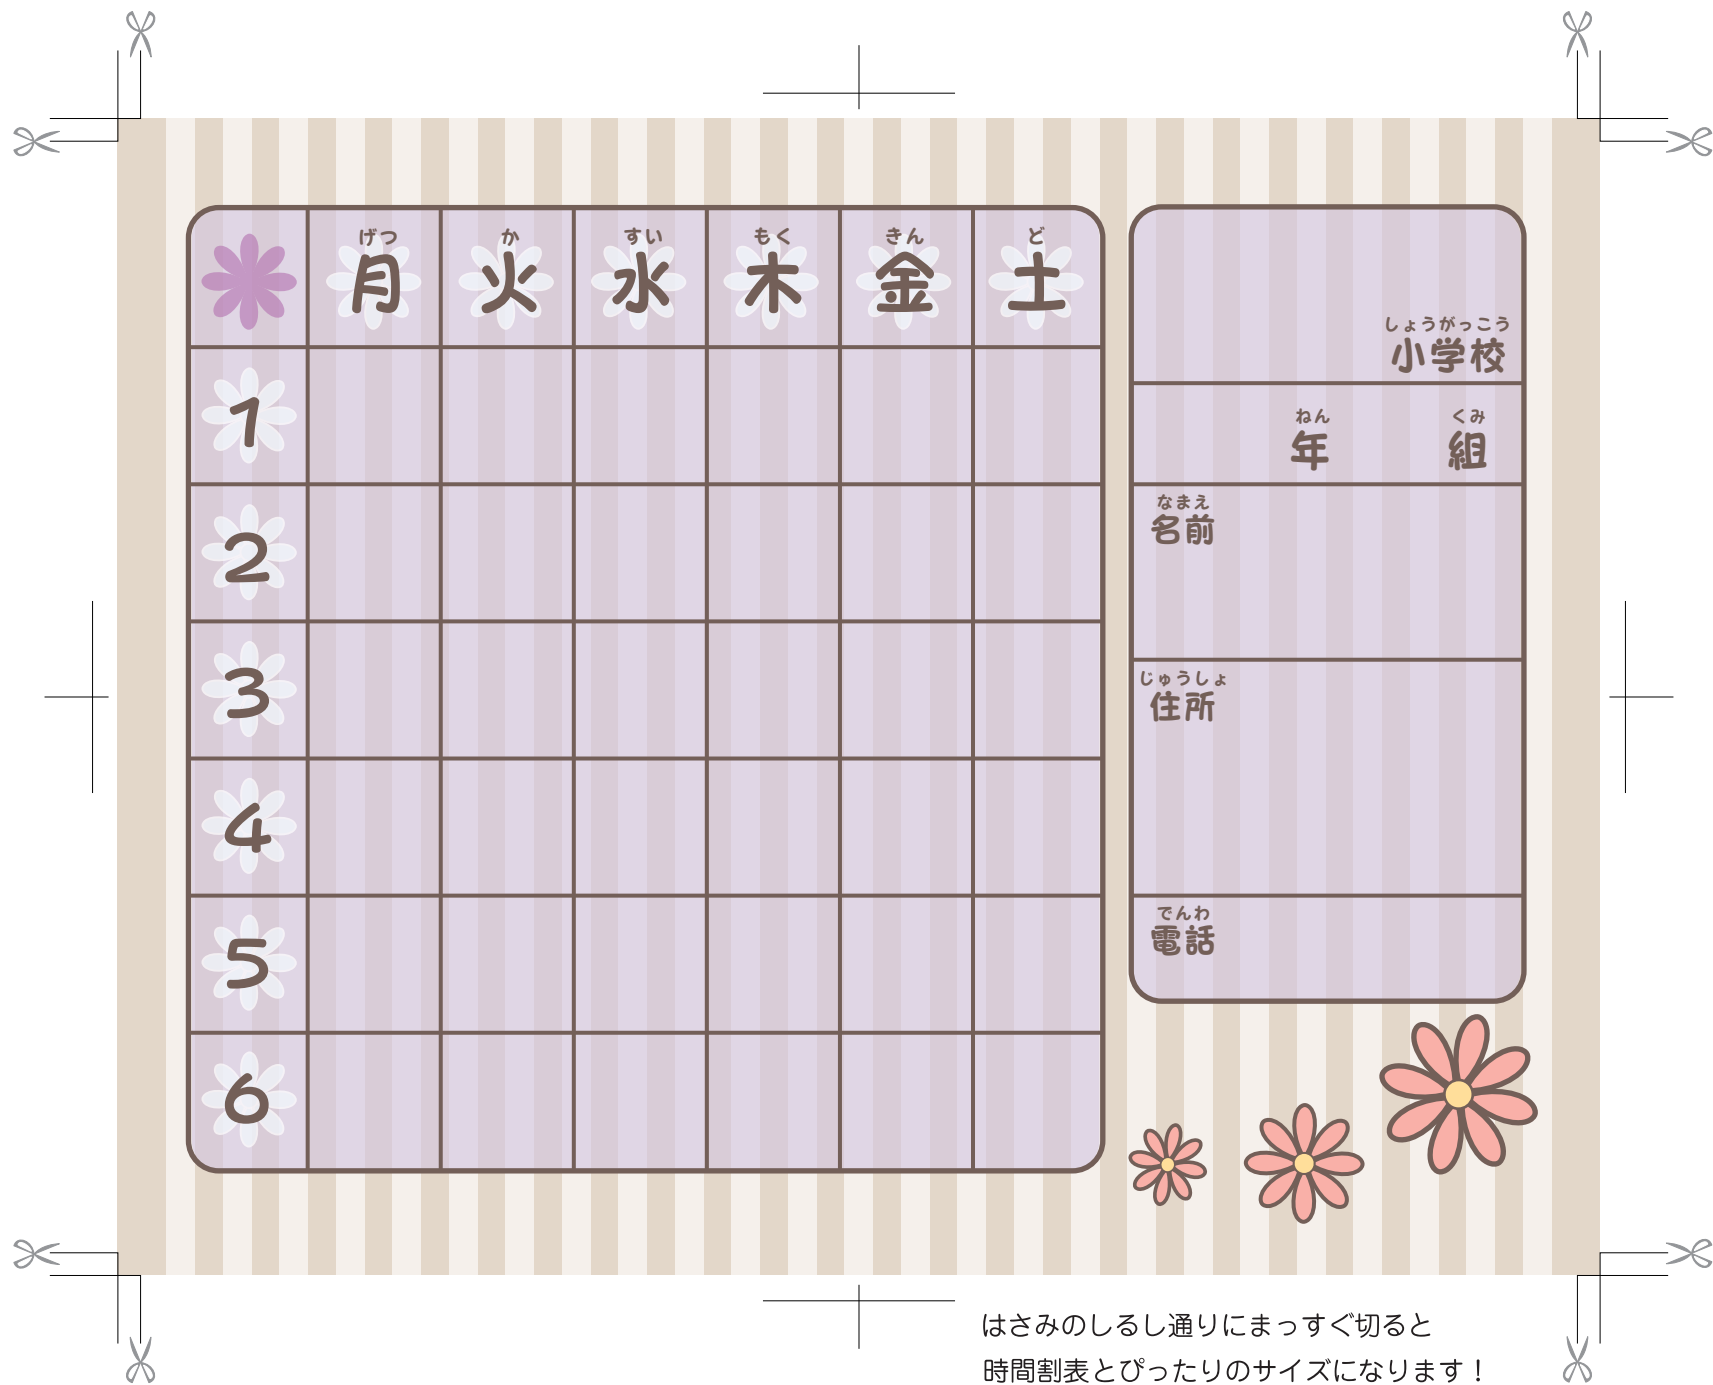 げつ か すい もく きん ど
月 火 水 木 金 土
1
2
3
4
5
6
しょうがっこう
小学校
ねん くみ
年 組
なまえ
名前
じゅうしょ
住所
でんわ
電話
はさみのしるし通りにまっすぐ切ると
時間割表とぴったりのサイズになります！